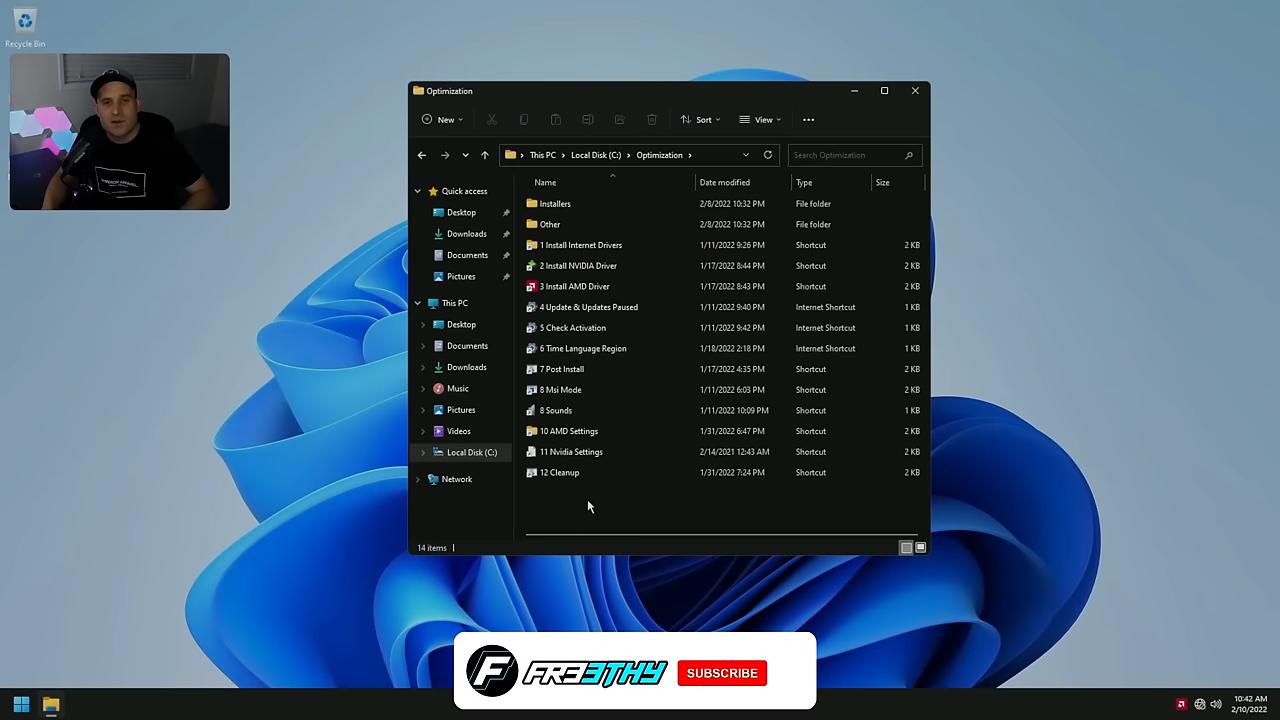 Recycle Bin
Optimization
New
Sort
View
This PC
Local Disk (C:)
Optimization
Search Optimization
Name
Date modified
Type
Size
Quick access
Desktop
Downloads
Documents
Pictures
This PC
Desktop
Documents
Downloads
Music
Pictures
Videos
Local Disk (C:)
Network
Installers 2/8/2022 10:32 PM File folder
Other 2/8/2022 10:32 PM File folder
1 Install Internet Drivers 1/11/2022 9:26 PM Shortcut 2 KB
2 Install NVIDIA Driver 1/17/2022 8:44 PM Shortcut 2 KB
3 Install AMD Driver 1/17/2022 8:43 PM Shortcut 2 KB
4 Update & Updates Paused 1/11/2022 9:40 PM Internet Shortcut 1 KB
5 Check Activation 1/11/2022 9:42 PM Internet Shortcut 1 KB
6 Time Language Region 1/18/2022 2:18 PM Internet Shortcut 1 KB
7 Post Install 1/17/2022 4:35 PM Shortcut 2 KB
8 Msi Mode 1/11/2022 6:03 PM Shortcut 2 KB
8 Sounds 1/11/2022 10:09 PM Shortcut 1 KB
10 AMD Settings 1/31/2022 6:47 PM Shortcut 2 KB
11 Nvidia Settings 2/14/2021 12:43 AM Shortcut 2 KB
12 Cleanup 1/31/2022 7:24 PM Shortcut 2 KB
14 items
FR33THY
SUBSCRIBE
10:42 AM
2/10/2022